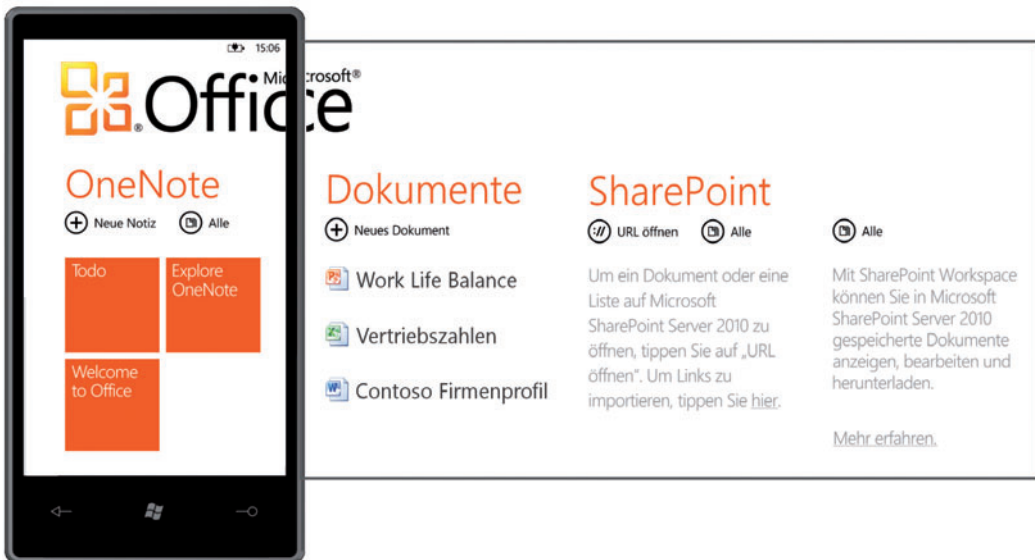 15:06
Microsoft®
Office
OneNote
Neue Notiz Alle
Todo
Explore
OneNote
Welcome
to Office
Dokumente
Neues Dokument
Work Life Balance
Vertriebszahlen
Contoso Firmenprofil
SharePoint
URL öffnen Alle
Um ein Dokument oder eine
Liste auf Microsoft
SharePoint Server 2010 zu
öffnen, tippen Sie auf „URL
öffnen“. Um Links zu
importieren, tippen Sie hier.
Alle
Mit SharePoint Workspace
können Sie in Microsoft
SharePoint Server 2010
gespeicherte Dokumente
anzeigen, bearbeiten und
herunterladen.
Mehr erfahren.